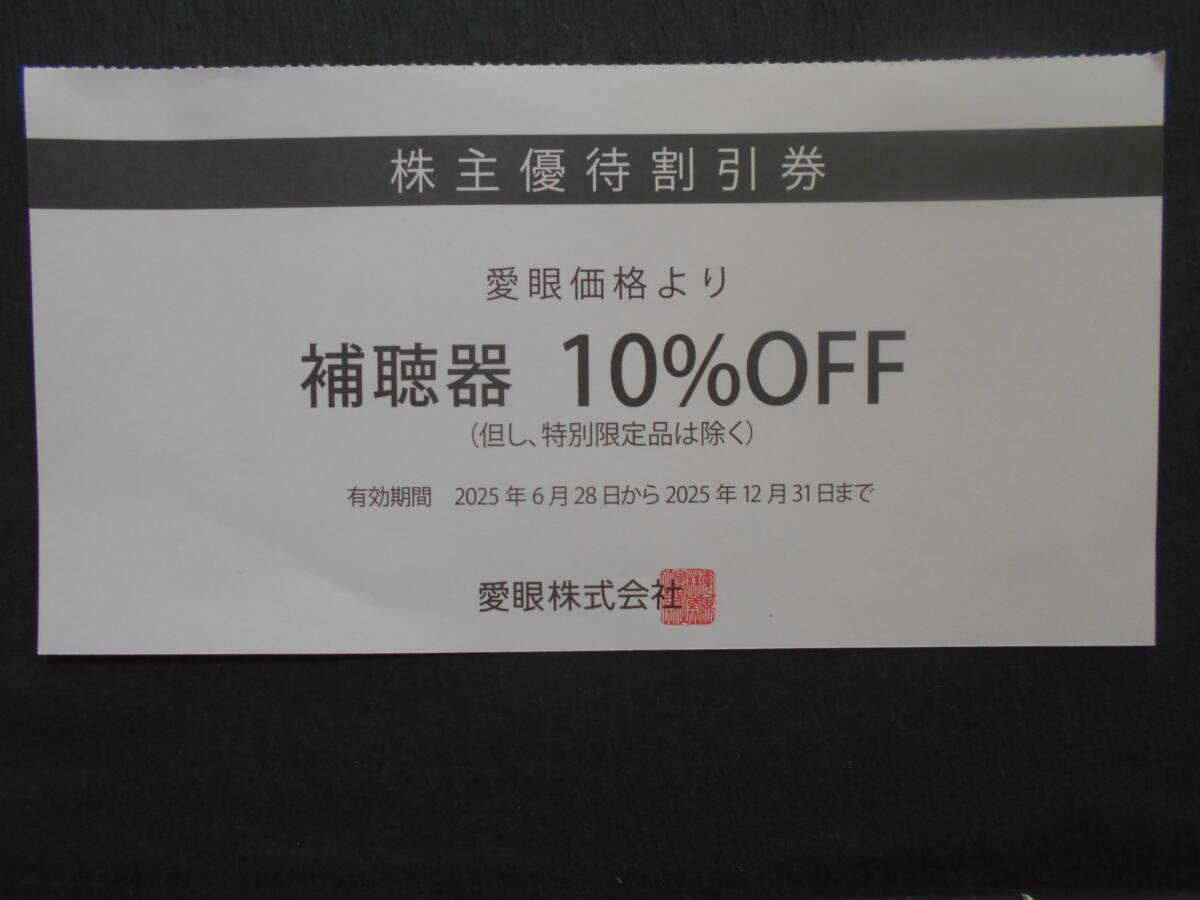 株主優待割引券
愛眼価格より
補聴器 10%OFF
（但し、特別限定品は除く）
有効期間 2025年6月28日から2025年12月31日まで
愛眼株式会社